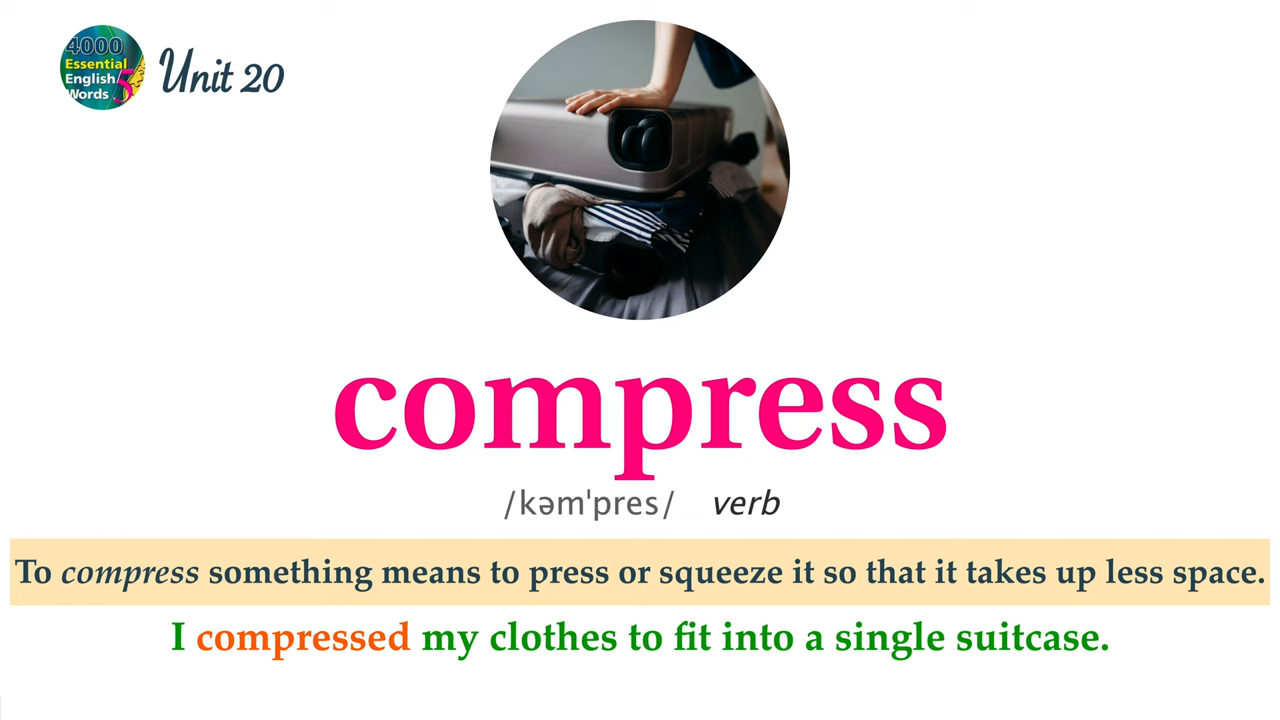 4000
Essential
English
Words 5
Unit 20
compress
/kəmˈpres/ verb
To compress something means to press or squeeze it so that it takes up less space.
I compressed my clothes to fit into a single suitcase.